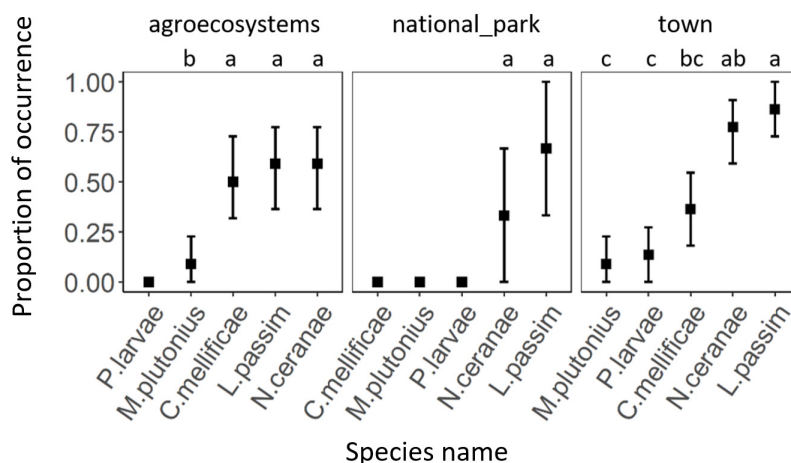 agroecosystems national_park town
b a a a a a c c bc ab a
1.00
0.75
0.50
0.25
0.00
Proportion of occurrence
P.larvae M.plutonius C.mellificae L.passim N.ceranae C.mellificae M.plutonius P.larvae N.ceranae L.passim M.plutonius P.larvae C.mellificae N.ceranae L.passim
Species name